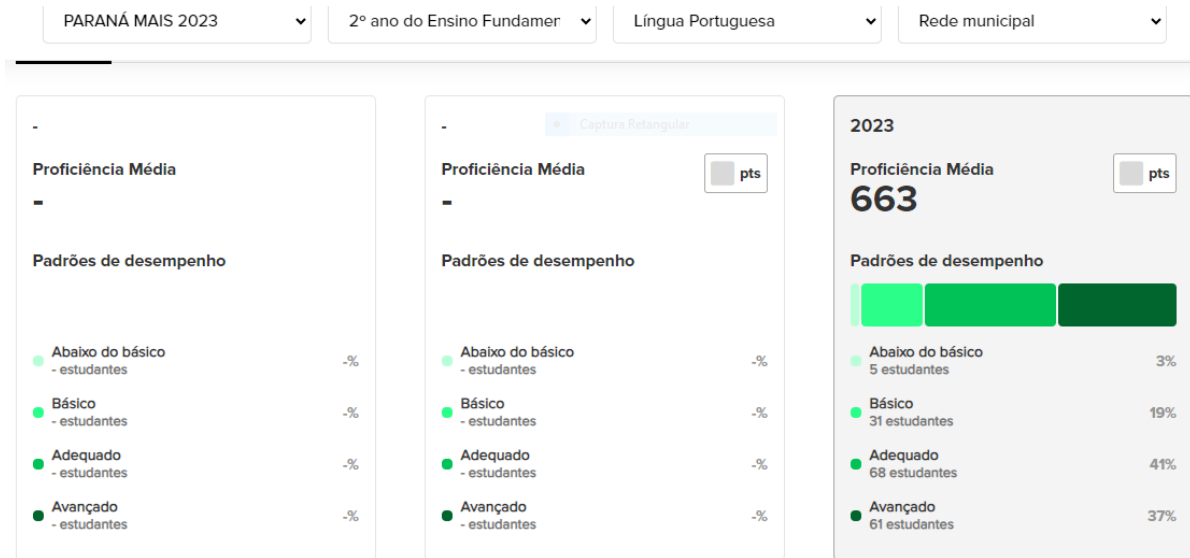 PARANÁ MAIS 2023
2º ano do Ensino Fundamer
Língua Portuguesa
Rede municipal
-
Proficiência Média
-
Padrões de desempenho
Abaixo do básico
- estudantes
-%
Básico
- estudantes
-%
Adequado
- estudantes
-%
Avançado
- estudantes
-%
-
Captura Retangular
Proficiência Média
pts
-
Padrões de desempenho
Abaixo do básico
- estudantes
-%
Básico
- estudantes
-%
Adequado
- estudantes
-%
Avançado
- estudantes
-%
2023
Proficiência Média
pts
663
Padrões de desempenho
Abaixo do básico
5 estudantes
3%
Básico
31 estudantes
19%
Adequado
68 estudantes
41%
Avançado
61 estudantes
37%